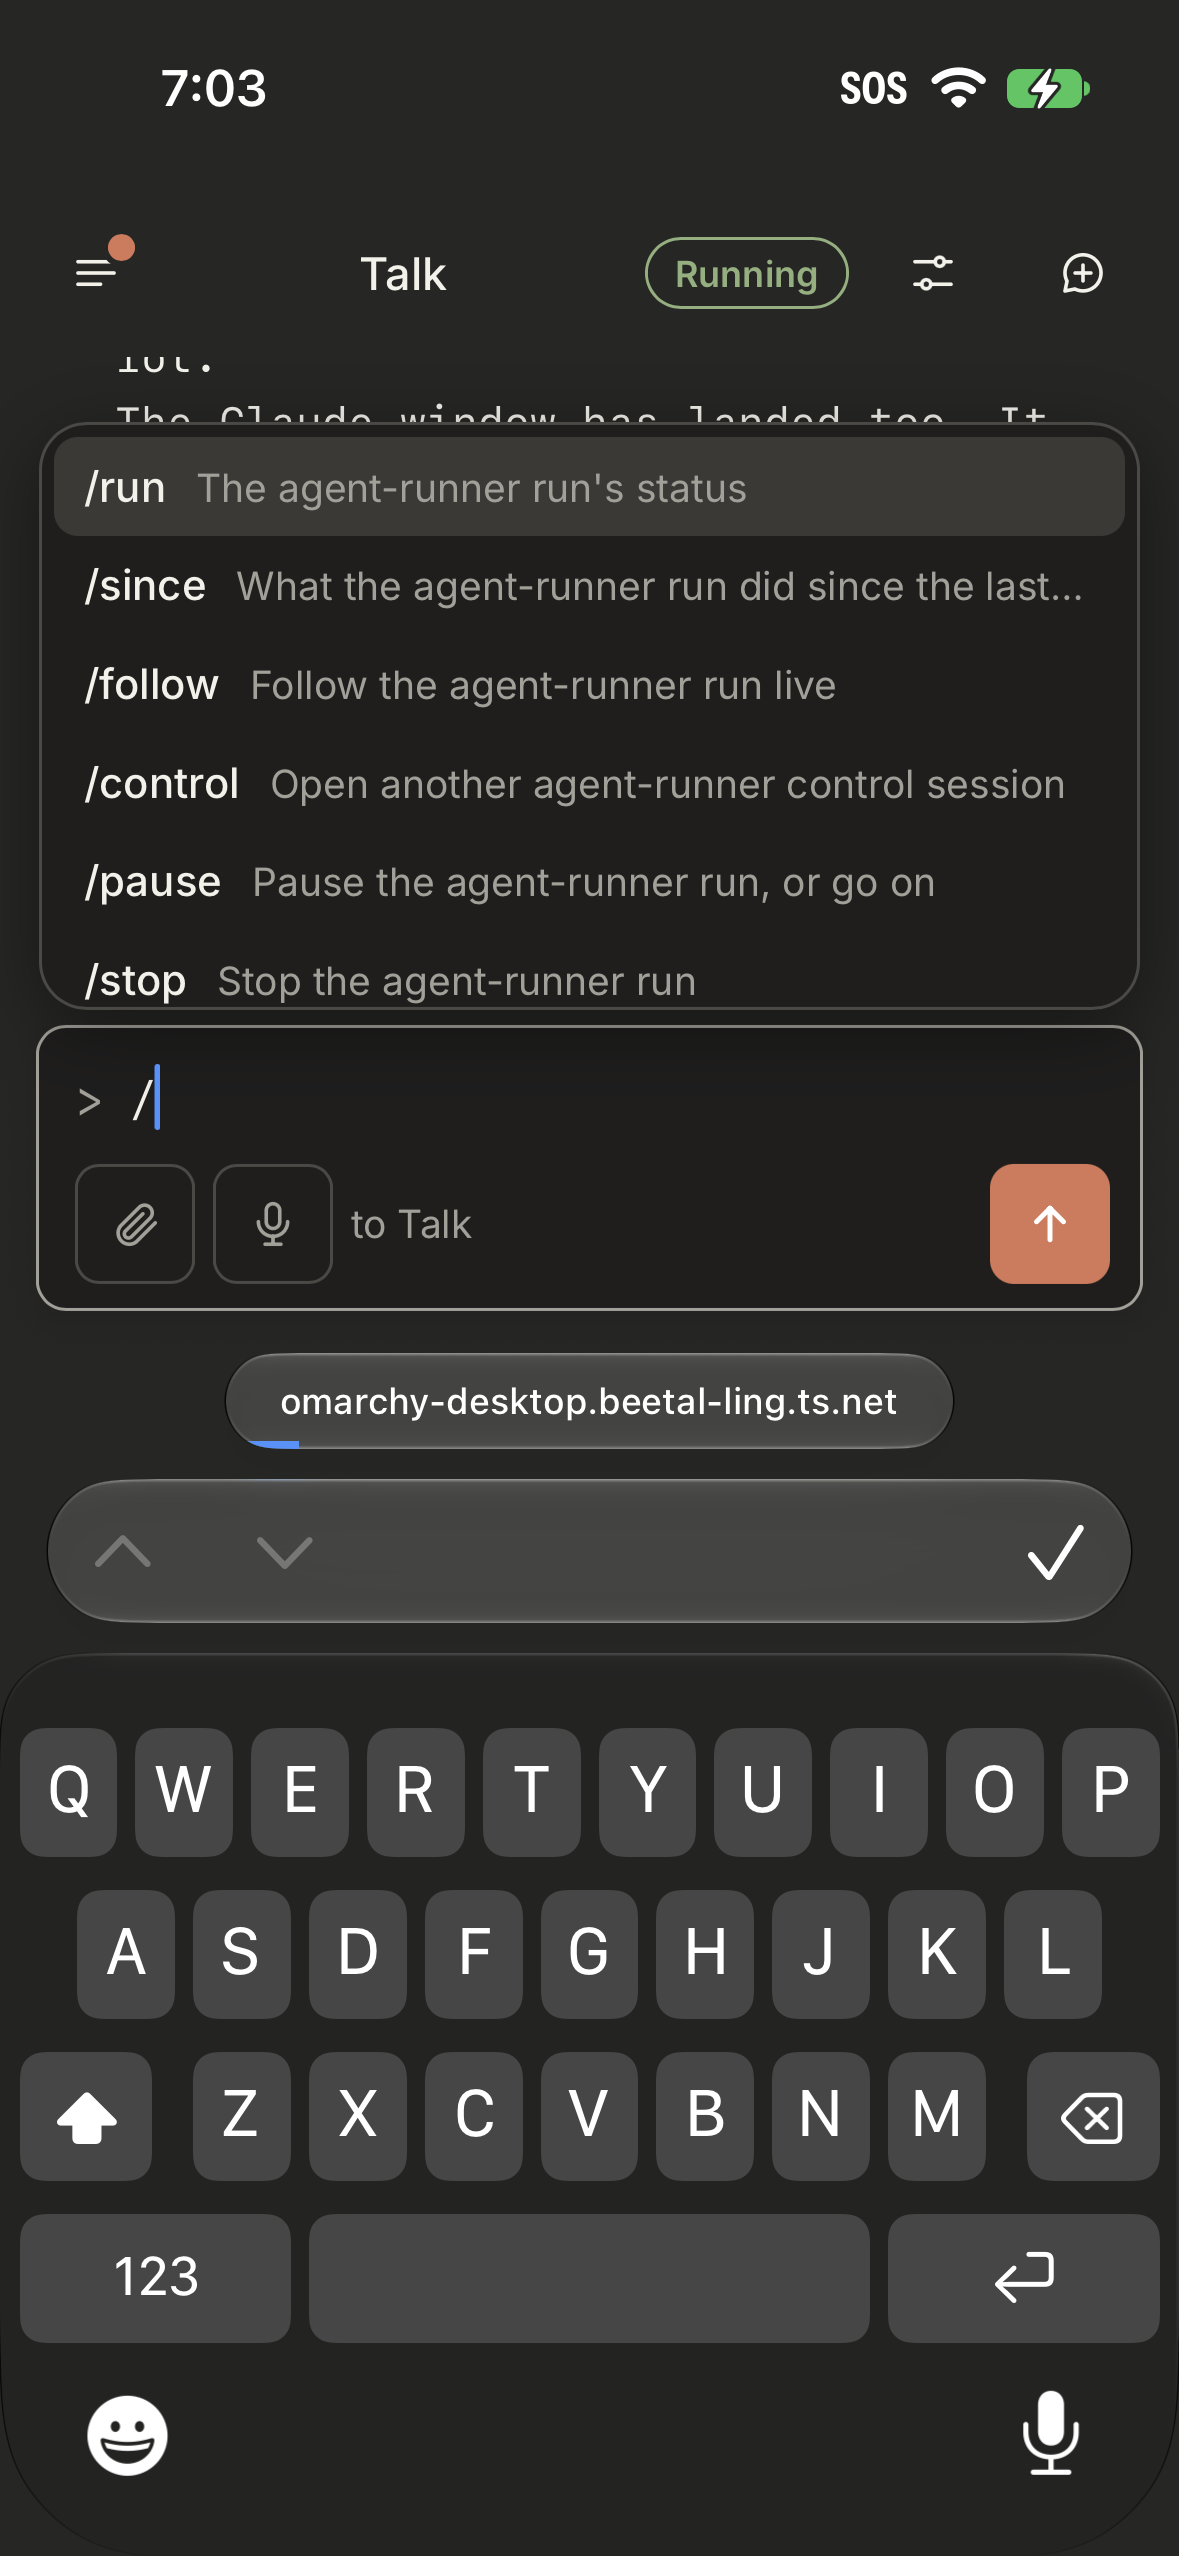 7:03 SOS
Talk Running
lot.
The Claude window has landed too. It
/run The agent-runner run's status
/since What the agent-runner run did since the last...
/follow Follow the agent-runner run live
/control Open another agent-runner control session
/pause Pause the agent-runner run, or go on
/stop Stop the agent-runner run
> /
to Talk
omarchy-desktop.beetal-ling.ts.net
Q W E R T Y U I O P
A S D F G H J K L
Z X C V B N M
123